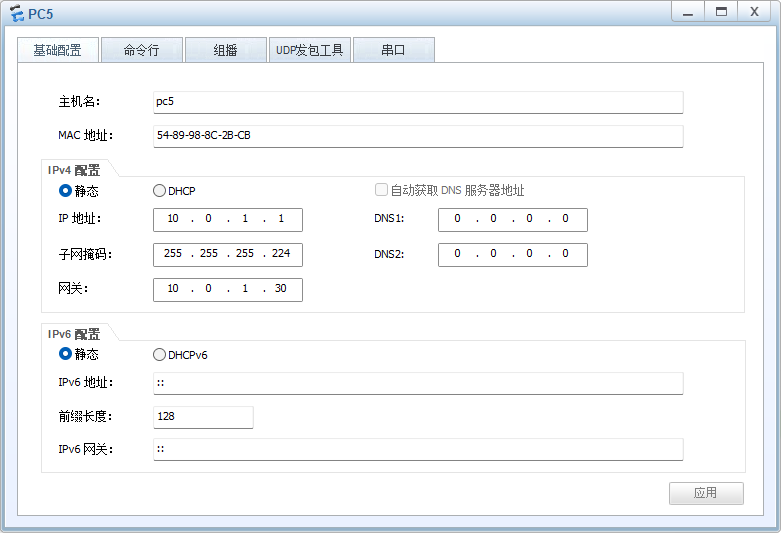 PC5
基础配置 命令行 组播 UDP发包工具 串口
主机名: pc5
MAC 地址: 54-89-98-8C-2B-CB
IPv4 配置
静态 DHCP 自动获取 DNS 服务器地址
IP 地址: 10 . 0 . 1 . 1 DNS1: 0 . 0 . 0 . 0
子网掩码: 255 . 255 . 255 . 224 DNS2: 0 . 0 . 0 . 0
网关: 10 . 0 . 1 . 30
IPv6 配置
静态 DHCPv6
IPv6 地址: ::
前缀长度: 128
IPv6 网关: ::
应用